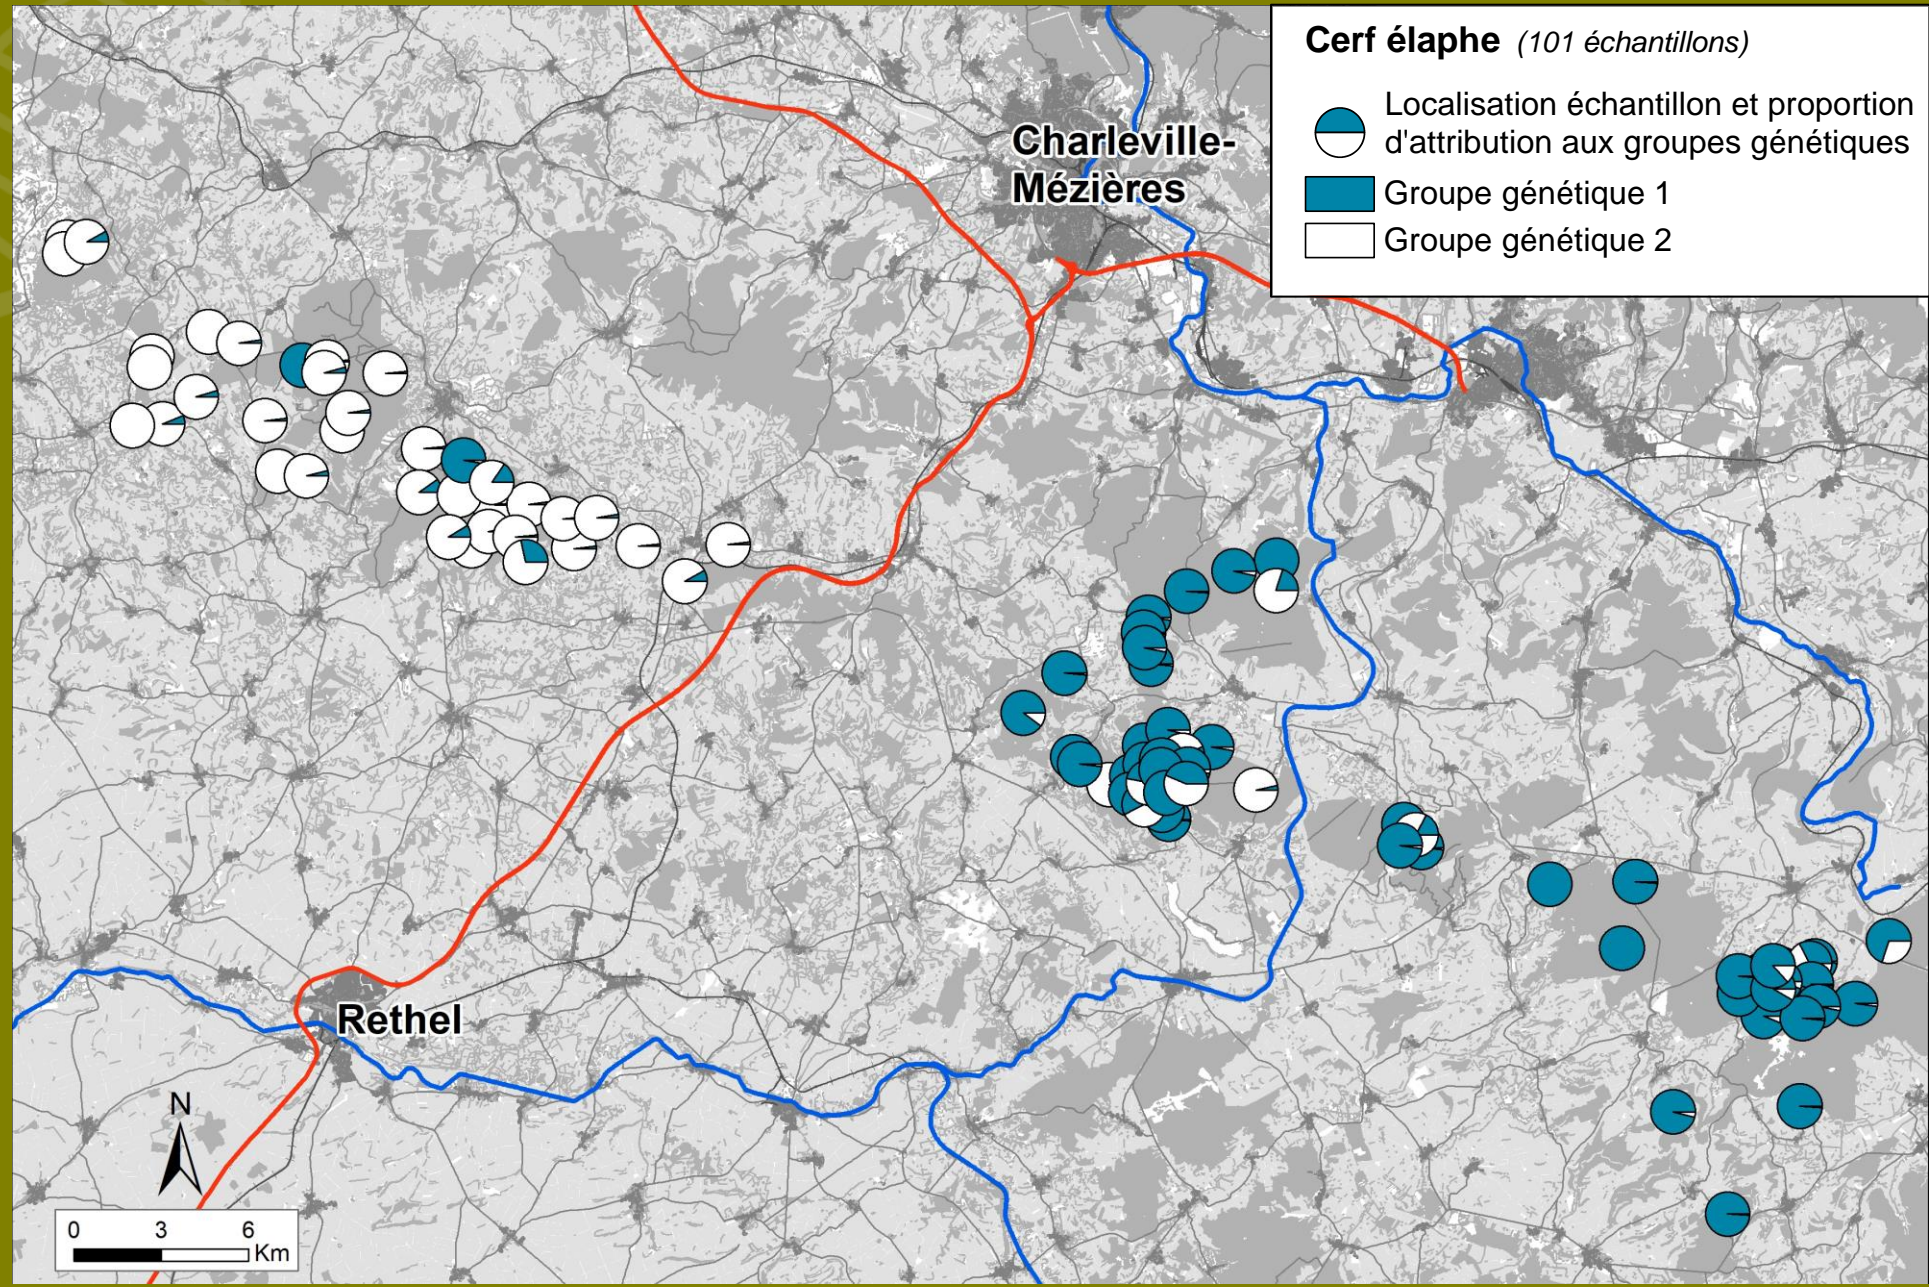 Cerf élaphe (101 échantillons)
Localisation échantillon et proportion
d'attribution aux groupes génétiques
Groupe génétique 1
Groupe génétique 2
Charleville-
Mézières
Rethel
N
0 3 6
Km